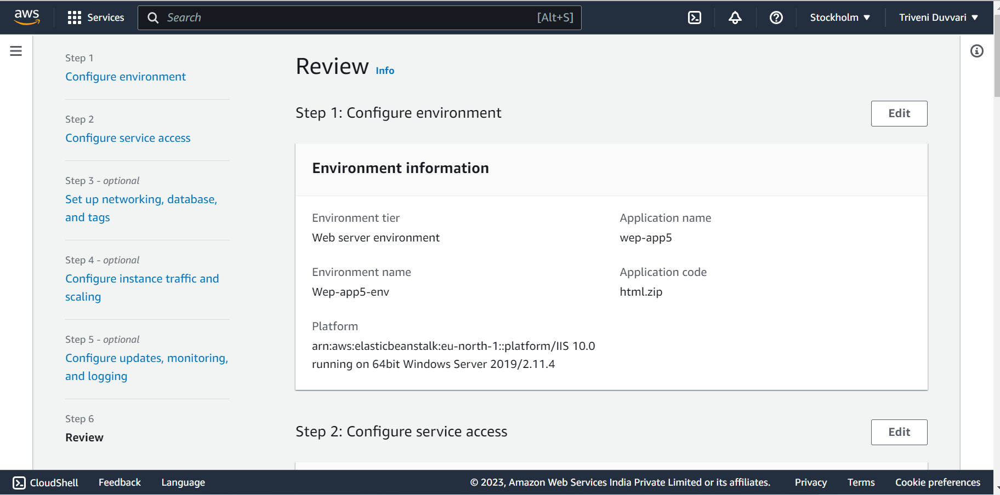 aws
Services
Search
[Alt+S]
Stockholm
Triveni Duvvari
Step 1
Configure environment
Step 2
Configure service access
Step 3 - optional
Set up networking, database,
and tags
Step 4 - optional
Configure instance traffic and
scaling
Step 5 - optional
Configure updates, monitoring,
and logging
Step 6
Review
Review Info
Step 1: Configure environment
Edit
Environment information
Environment tier
Web server environment
Application name
wep-app5
Environment name
Wep-app5-env
Application code
html.zip
Platform
arn:aws:elasticbeanstalk:eu-north-1::platform/IIS 10.0
running on 64bit Windows Server 2019/2.11.4
Step 2: Configure service access
Edit
CloudShell
Feedback
Language
© 2023, Amazon Web Services India Private Limited or its affiliates.
Privacy
Terms
Cookie preferences